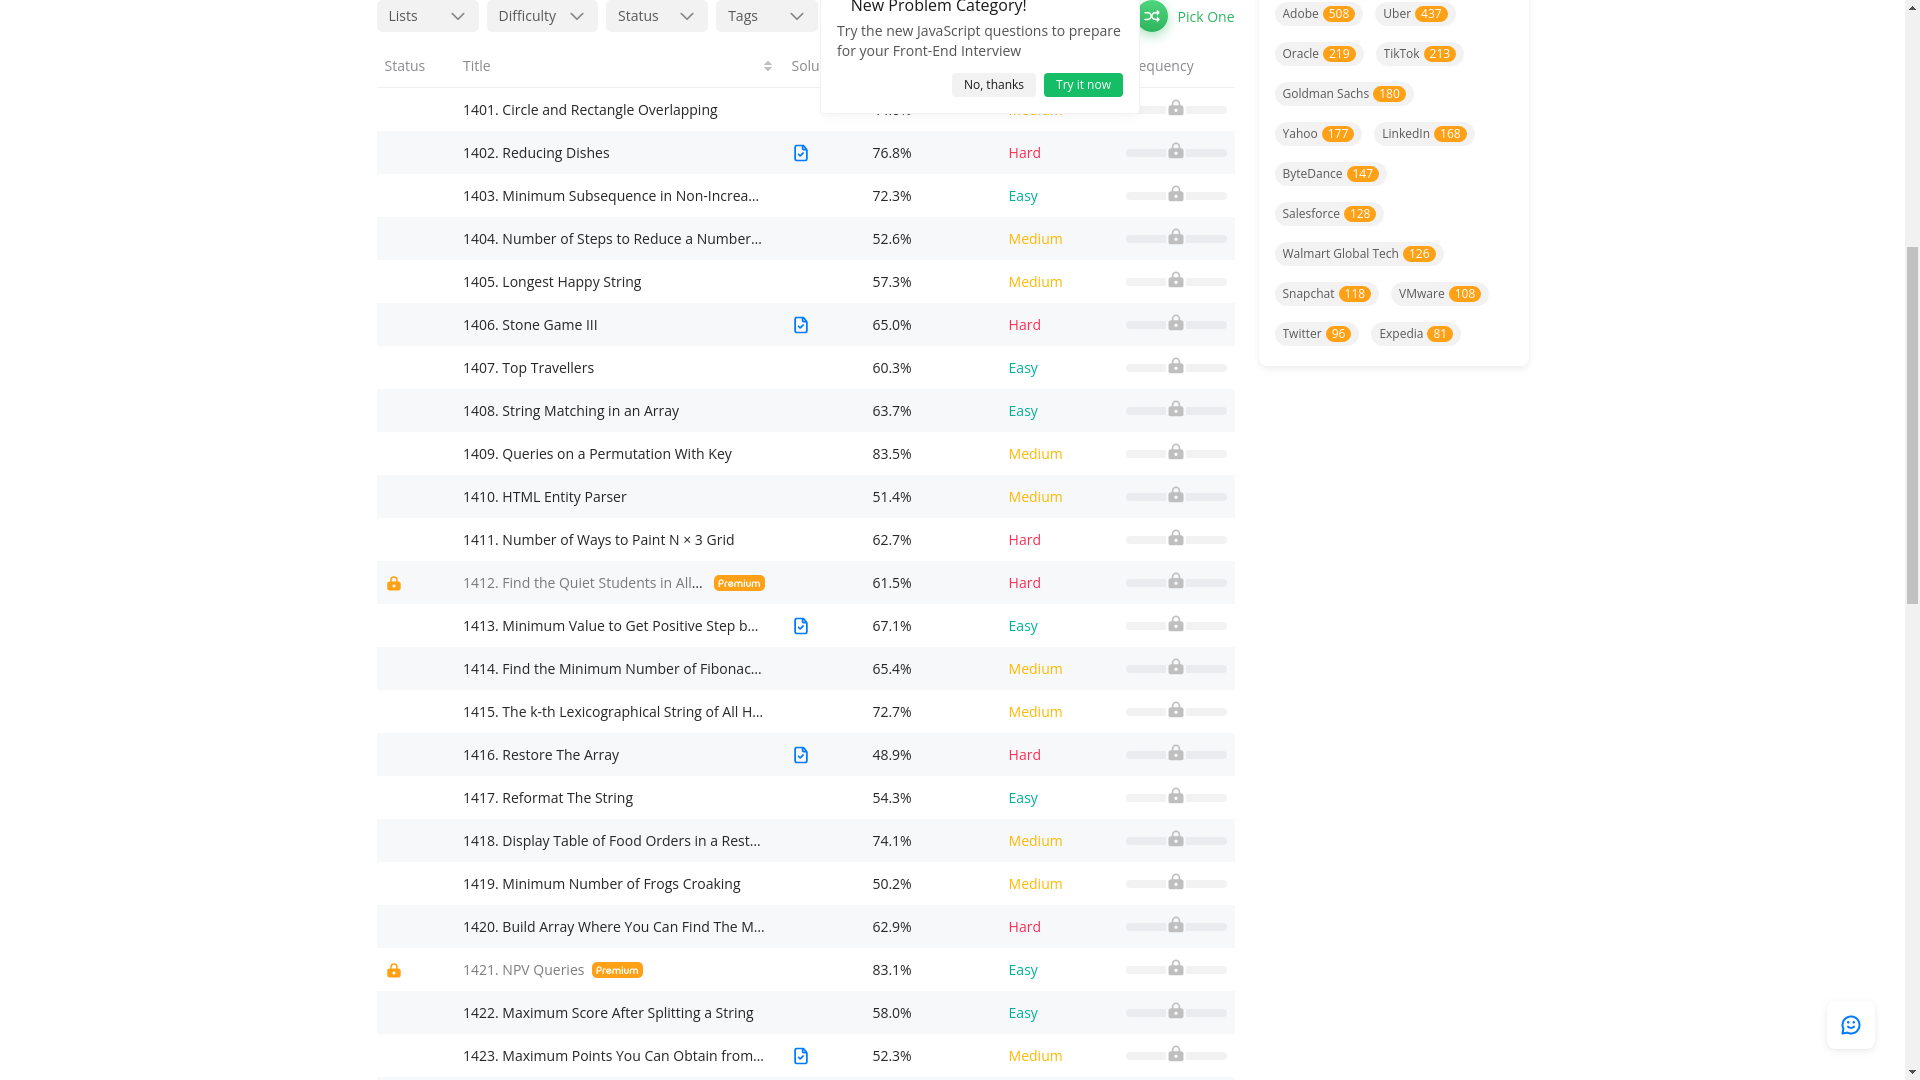 Lists
Difficulty
Status
Tags
New Problem Category!
Try the new JavaScript questions to prepare
for your Front-End Interview
No, thanks
Try it now
Pick One
Status
Title
Solu
equency
1401. Circle and Rectangle Overlapping
1402. Reducing Dishes 76.8% Hard
1403. Minimum Subsequence in Non-Increa... 72.3% Easy
1404. Number of Steps to Reduce a Number... 52.6% Medium
1405. Longest Happy String 57.3% Medium
1406. Stone Game III 65.0% Hard
1407. Top Travellers 60.3% Easy
1408. String Matching in an Array 63.7% Easy
1409. Queries on a Permutation With Key 83.5% Medium
1410. HTML Entity Parser 51.4% Medium
1411. Number of Ways to Paint N × 3 Grid 62.7% Hard
1412. Find the Quiet Students in All... Premium 61.5% Hard
1413. Minimum Value to Get Positive Step b... 67.1% Easy
1414. Find the Minimum Number of Fibonac... 65.4% Medium
1415. The k-th Lexicographical String of All H... 72.7% Medium
1416. Restore The Array 48.9% Hard
1417. Reformat The String 54.3% Easy
1418. Display Table of Food Orders in a Rest... 74.1% Medium
1419. Minimum Number of Frogs Croaking 50.2% Medium
1420. Build Array Where You Can Find The M... 62.9% Hard
1421. NPV Queries Premium 83.1% Easy
1422. Maximum Score After Splitting a String 58.0% Easy
1423. Maximum Points You Can Obtain from... 52.3% Medium
Adobe 508 Uber 437
Oracle 219 TikTok 213
Goldman Sachs 180
Yahoo 177 LinkedIn 168
ByteDance 147
Salesforce 128
Walmart Global Tech 126
Snapchat 118 VMware 108
Twitter 96 Expedia 81